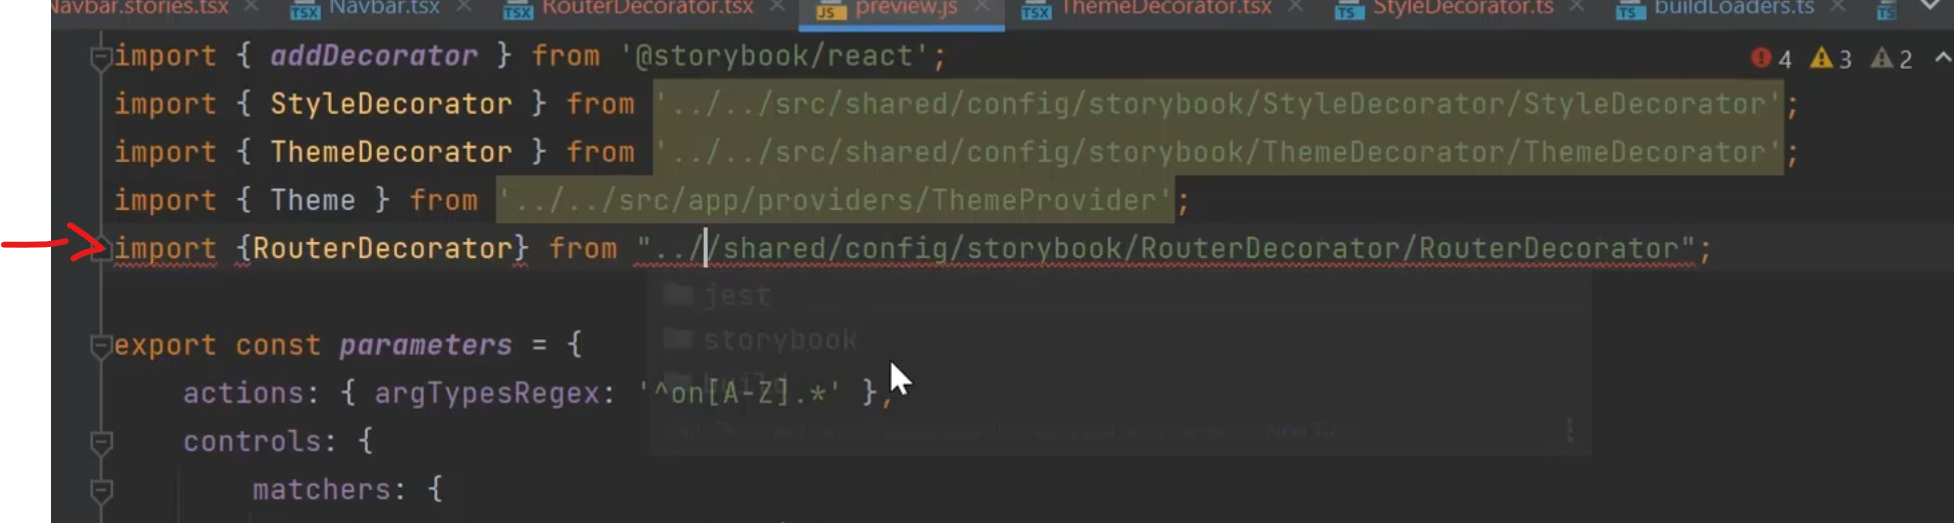 avbar.stories.tsx × TSX Navbar.tsx × TSX RouterDecorator.tsx × JS preview.js × TSX ThemeDecorator.tsx × TS StyleDecorator.ts × TS buildLoaders.ts × TS
import { addDecorator } from '@storybook/react';
4 3 2
import { StyleDecorator } from '../../src/shared/config/storybook/StyleDecorator/StyleDecorator';
import { ThemeDecorator } from '../../src/shared/config/storybook/ThemeDecorator/ThemeDecorator';
import { Theme } from '../../src/app/providers/ThemeProvider';
import {RouterDecorator} from "..//shared/config/storybook/RouterDecorator/RouterDecorator";
jest
storybook
export const parameters = {
build
actions: { argTypesRegex: '^on[A-Z].*' },
controls: {
matchers: {